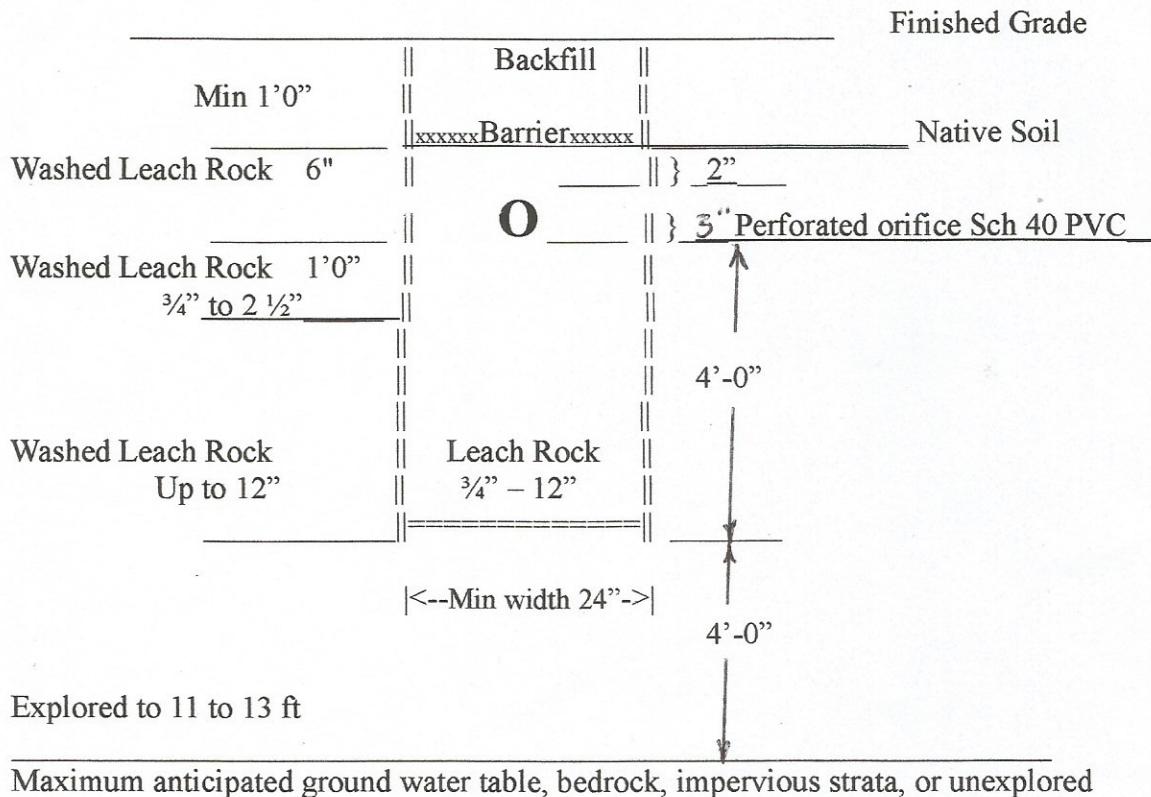 Finished Grade
Backfill
Min 1'0”
xxxxxxBarrierxxxxxx Native Soil
Washed Leach Rock 6" } 2”
O } 3" Perforated orifice Sch 40 PVC
Washed Leach Rock 1'0”
¾” to 2 ½”
4'-0”
Washed Leach Rock Leach Rock
Up to 12” ¾” – 12”
|<--Min width 24”->|
4'-0”
Explored to 11 to 13 ft
Maximum anticipated ground water table, bedrock, impervious strata, or unexplored